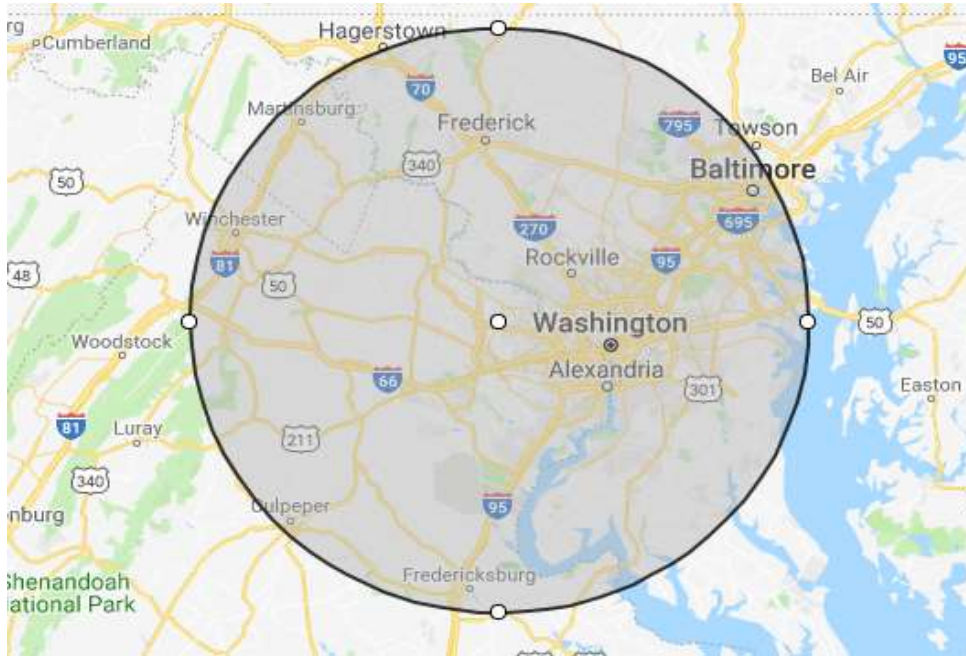 rg
Hagerstown
Cumberland
95
Bel Air
70
Martinsburg
Frederick
795
Towson
340
Baltimore
50
Winchester
270
695
Rockville
95
81
48
50
Washington
50
Woodstock
Alexandria
66
301
Easton
81
Luray
211
340
Culpeper
95
onburg
Fredericksburg
Shenandoah
ational Park